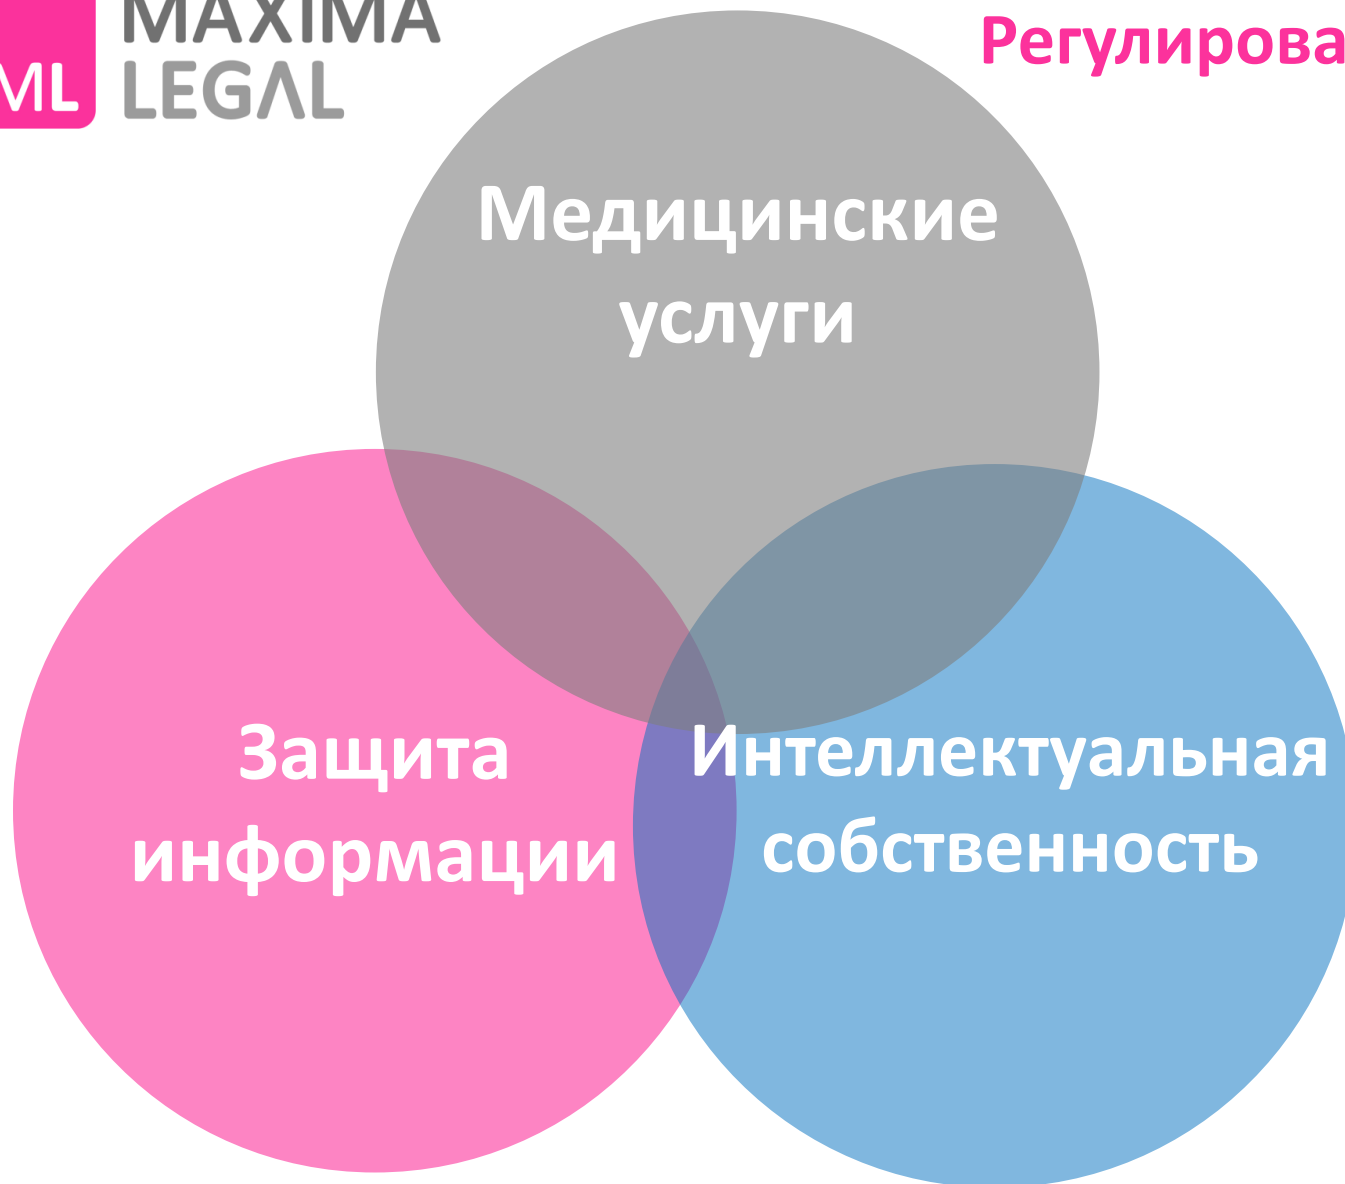 MAXIMA
LEGAL
ML
Регулирова
Медицинские
услуги
Защита
информации
Интеллектуальная
собственность